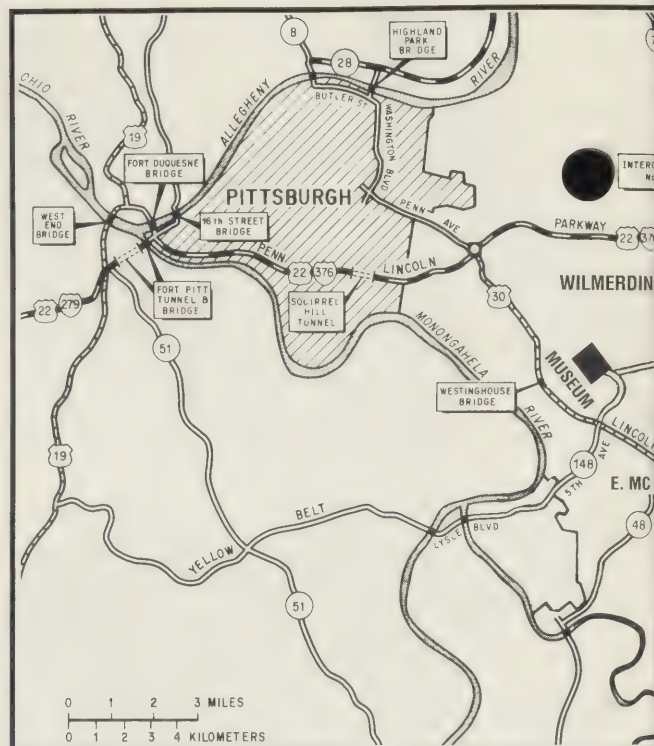 8
HIGHLAND
PARK
BRIDGE
28
RIVER
OHIO
RIVER
19
ALLEGHENY
BUTLER ST
WASHINGTON BLVD
FORT DUQUESNE
BRIDGE
PITTSBURGH
INTERC
WEST
END
BRIDGE
16th STREET
BRIDGE
PENN AVE
PARKWAY
22
PENN
22 376
LINCOLN
22 279
FORT PITT
TUNNEL &
BRIDGE
SQUIRREL
HILL
TUNNEL
30
WILMERDIN
51
MONONGAHELA
RIVER
MUSEUM
WESTINGHOUSE
BRIDGE
LINCOLN
19
148
5TH AVE
E. MC
YELLOW BELT
LYSLE BLVD
48
51
0 1 2 3 MILES
0 1 2 3 4 KILOMETERS